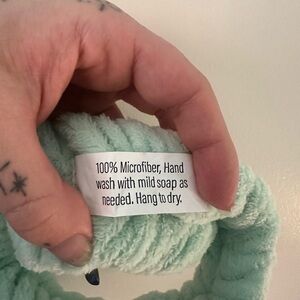 100% Microfiber, Hand
wash with mild soap as
needed. Hang to dry.